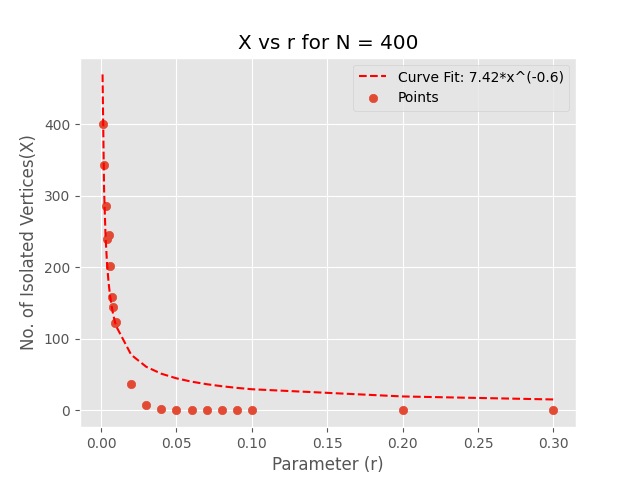 X vs r for N = 400
Curve Fit: 7.42*x^(-0.6)
Points
No. of Isolated Vertices(X)
400
300
200
100
0
0.00 0.05 0.10 0.15 0.20 0.25 0.30
Parameter (r)